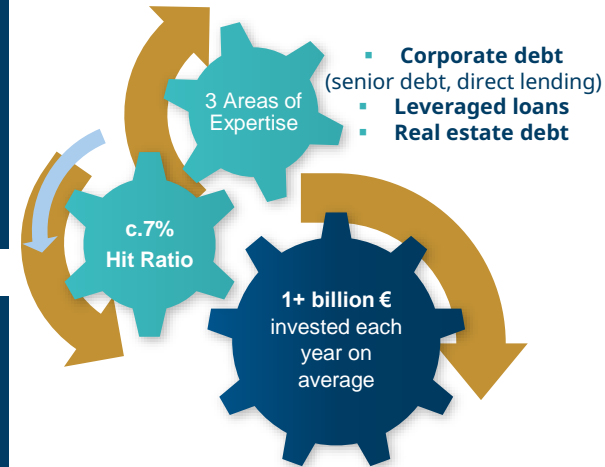 3 Areas of
Expertise
▪ Corporate debt
(senior debt, direct lending)
▪ Leveraged loans
▪ Real estate debt
c.7%
Hit Ratio
1+ billion €
invested each
year on
average